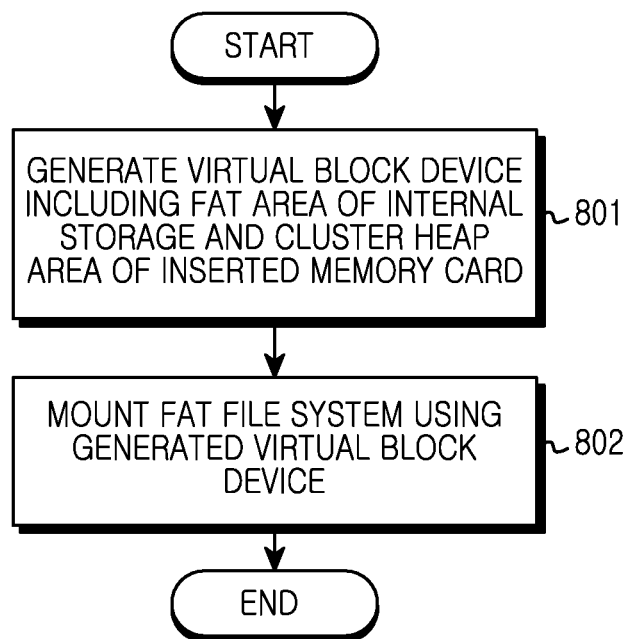 START
GENERATE VIRTUAL BLOCK DEVICE
INCLUDING FAT AREA OF INTERNAL
STORAGE AND CLUSTER HEAP
AREA OF INSERTED MEMORY CARD
801
MOUNT FAT FILE SYSTEM USING
GENERATED VIRTUAL BLOCK
DEVICE
802
END